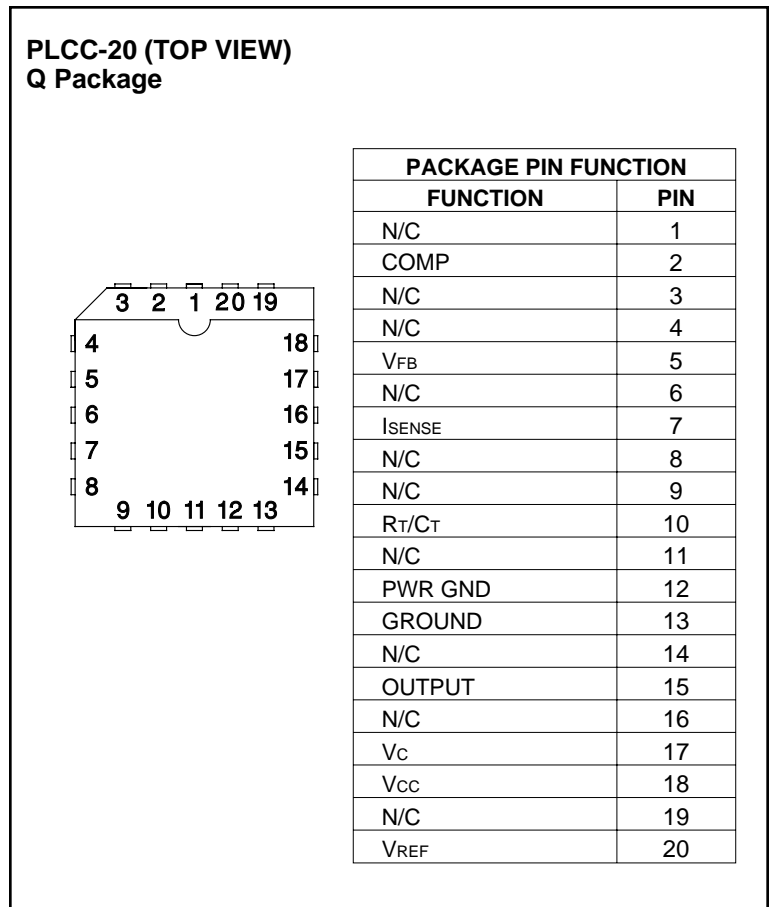 PLCC-20 (TOP VIEW)
Q Package
3 2 1 20 19
4 18
5 17
6 16
7 15
8 14
9 10 11 12 13
PACKAGE PIN FUNCTION
FUNCTION PIN
N/C 1
COMP 2
N/C 3
N/C 4
VFB 5
N/C 6
ISENSE 7
N/C 8
N/C 9
RT/CT 10
N/C 11
PWR GND 12
GROUND 13
N/C 14
OUTPUT 15
N/C 16
VC 17
VCC 18
N/C 19
VREF 20